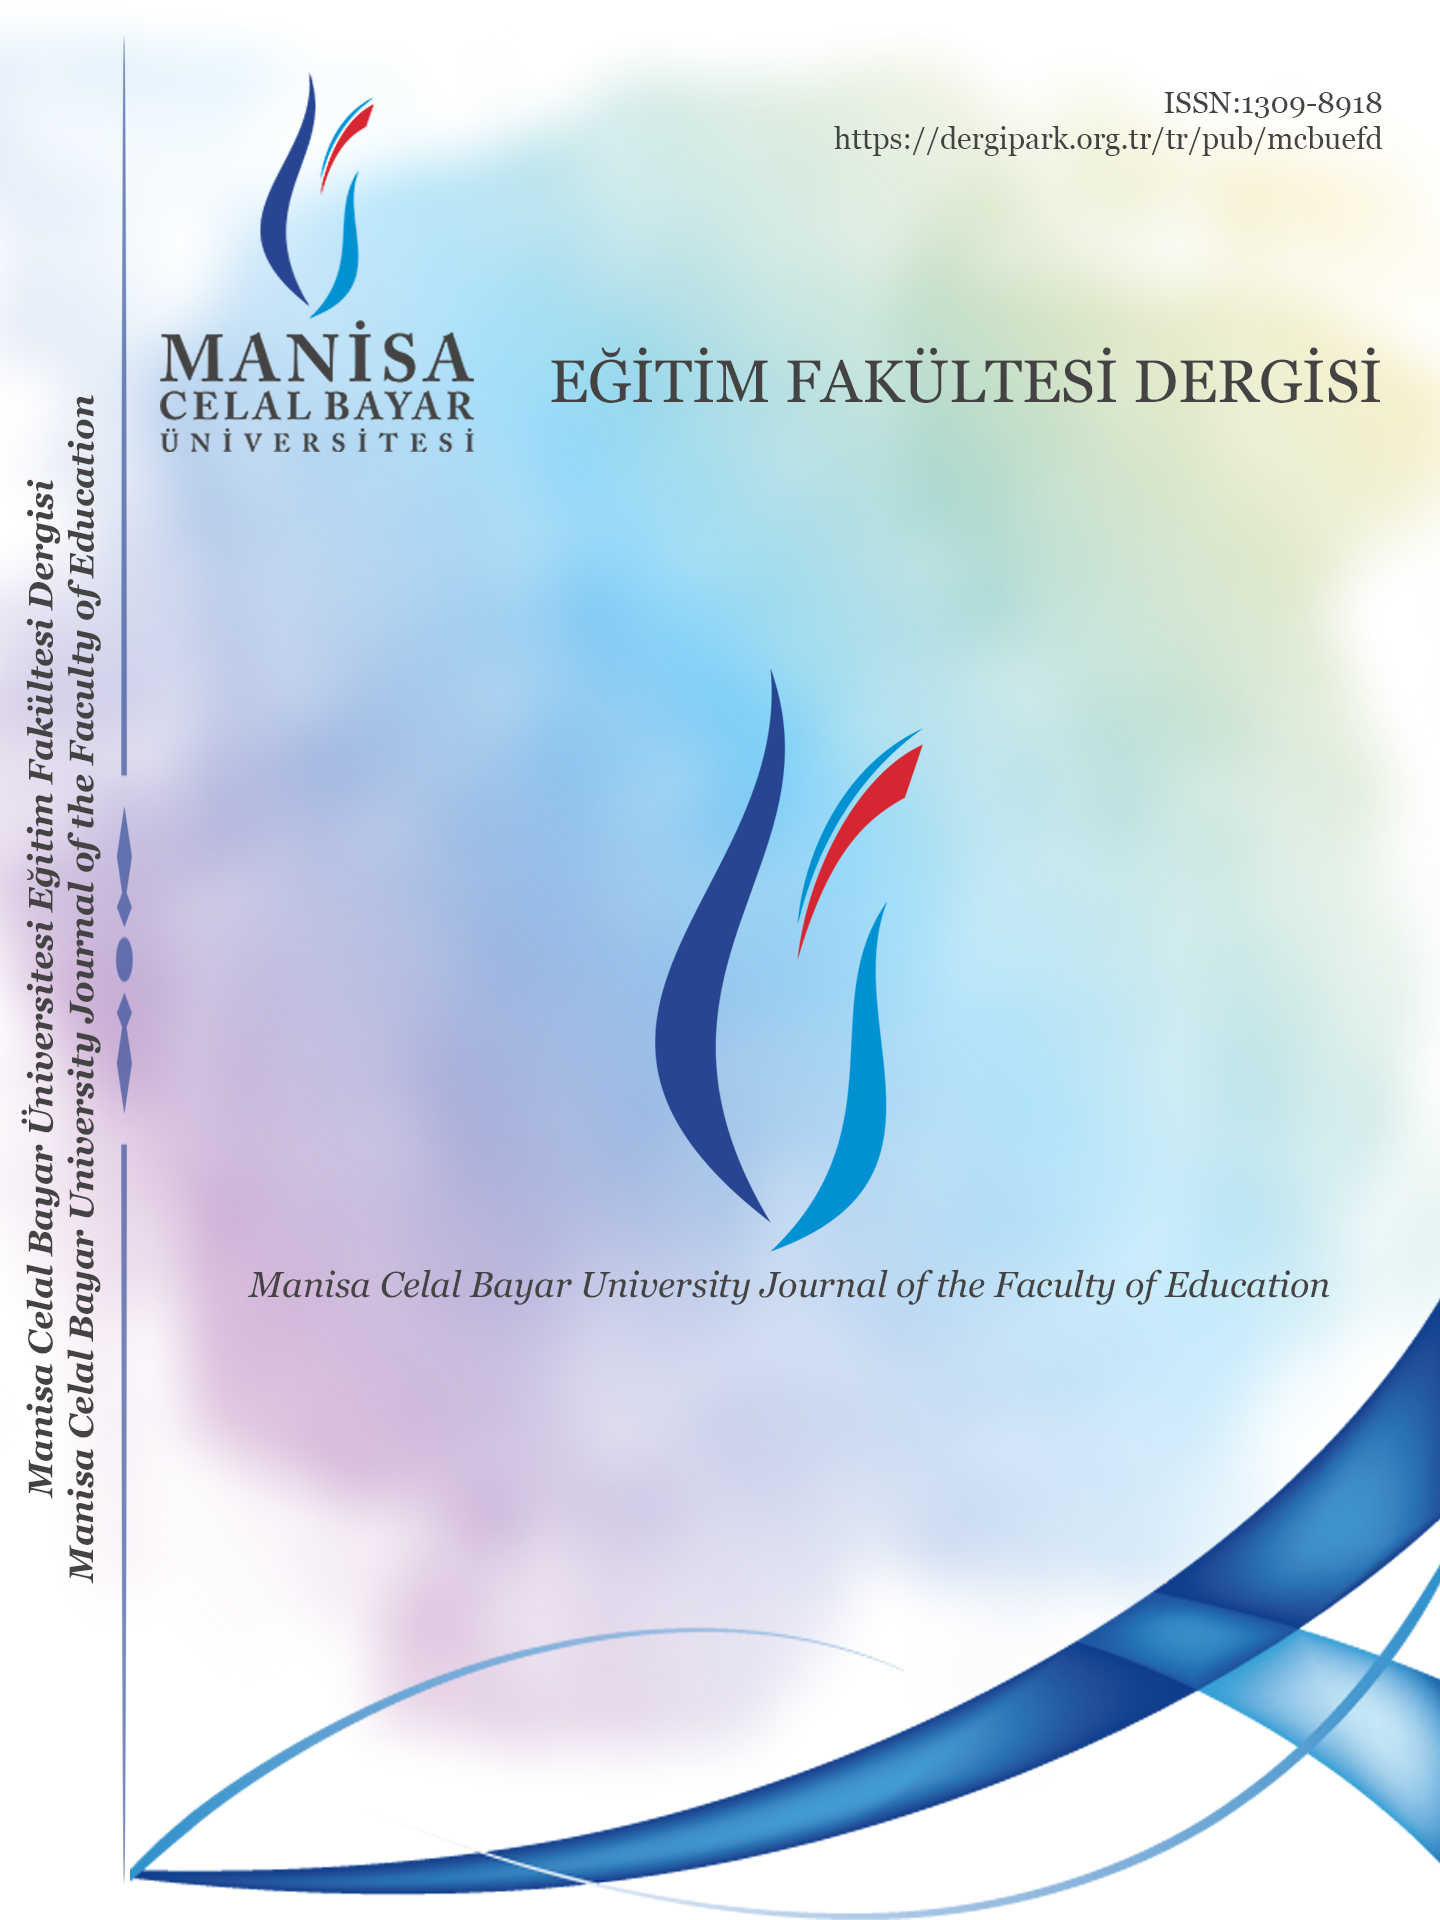 ISSN:1309-8918
https://dergipark.org.tr/tr/pub/mcbuefd
MANİSA
CELAL BAYAR
ÜNİVERSİTESİ
EĞİTİM FAKÜLTESİ DERGİSİ
Manisa Celal Bayar Üniversitesi Eğitim Fakültesi Dergisi
Manisa Celal Bayar University Journal of the Faculty of Education
Manisa Celal Bayar University Journal of the Faculty of Education